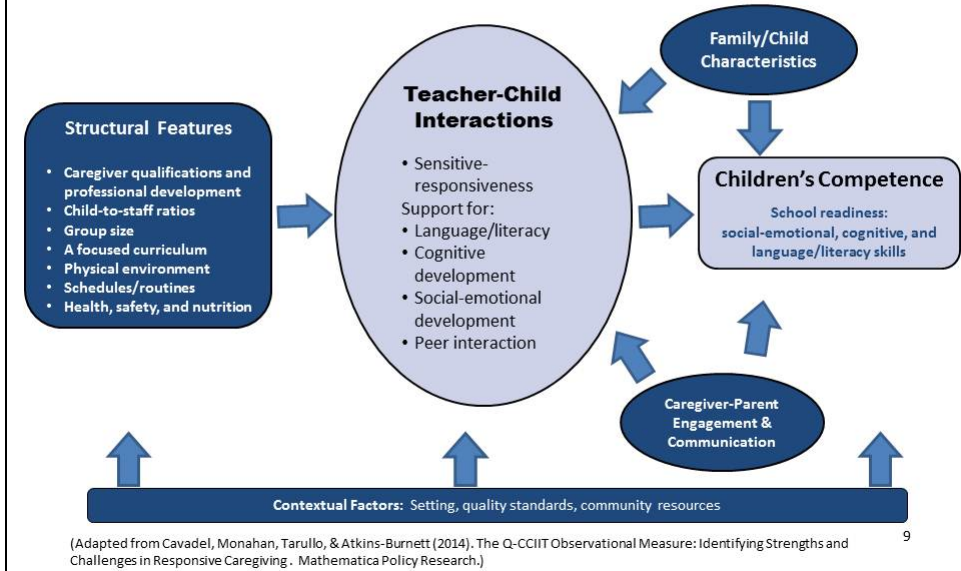 Family/Child
Characteristics
Structural Features
• Caregiver qualifications and
professional development
• Child-to-staff ratios
• Group size
• A focused curriculum
• Physical environment
• Schedules/routines
• Health, safety, and nutrition
Teacher-Child
Interactions
• Sensitive-
responsiveness
Support for:
• Language/literacy
• Cognitive
development
• Social-emotional
development
• Peer interaction
Children's Competence
School readiness:
social-emotional, cognitive, and
language/literacy skills
Caregiver-Parent
Engagement &
Communication
Contextual Factors: Setting, quality standards, community resources
9
(Adapted from Cavadel, Monahan, Tarullo, & Atkins-Burnett (2014). The Q-CCIIT Observational Measure: Identifying Strengths and
Challenges in Responsive Caregiving . Mathematica Policy Research.)